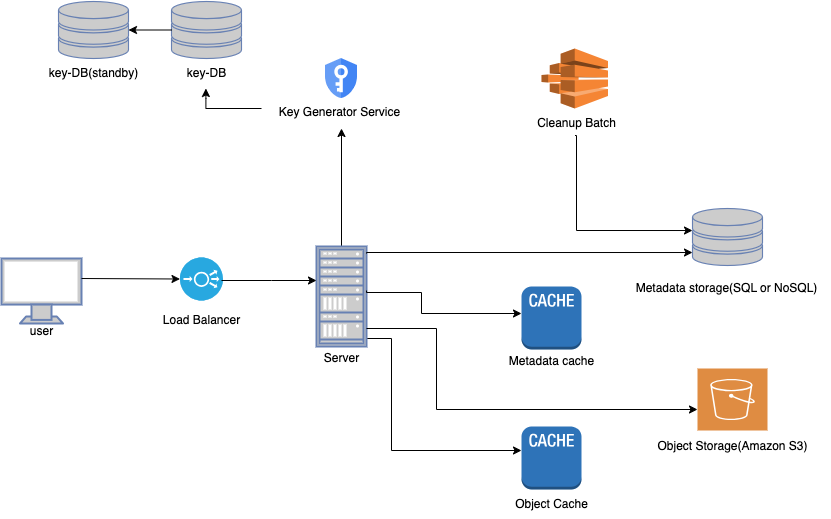 key-DB(standby)
key-DB
Key Generator Service
Cleanup Batch
user
Load Balancer
Server
Metadata storage(SQL or NoSQL)
CACHE
Metadata cache
Object Storage(Amazon S3)
CACHE
Object Cache